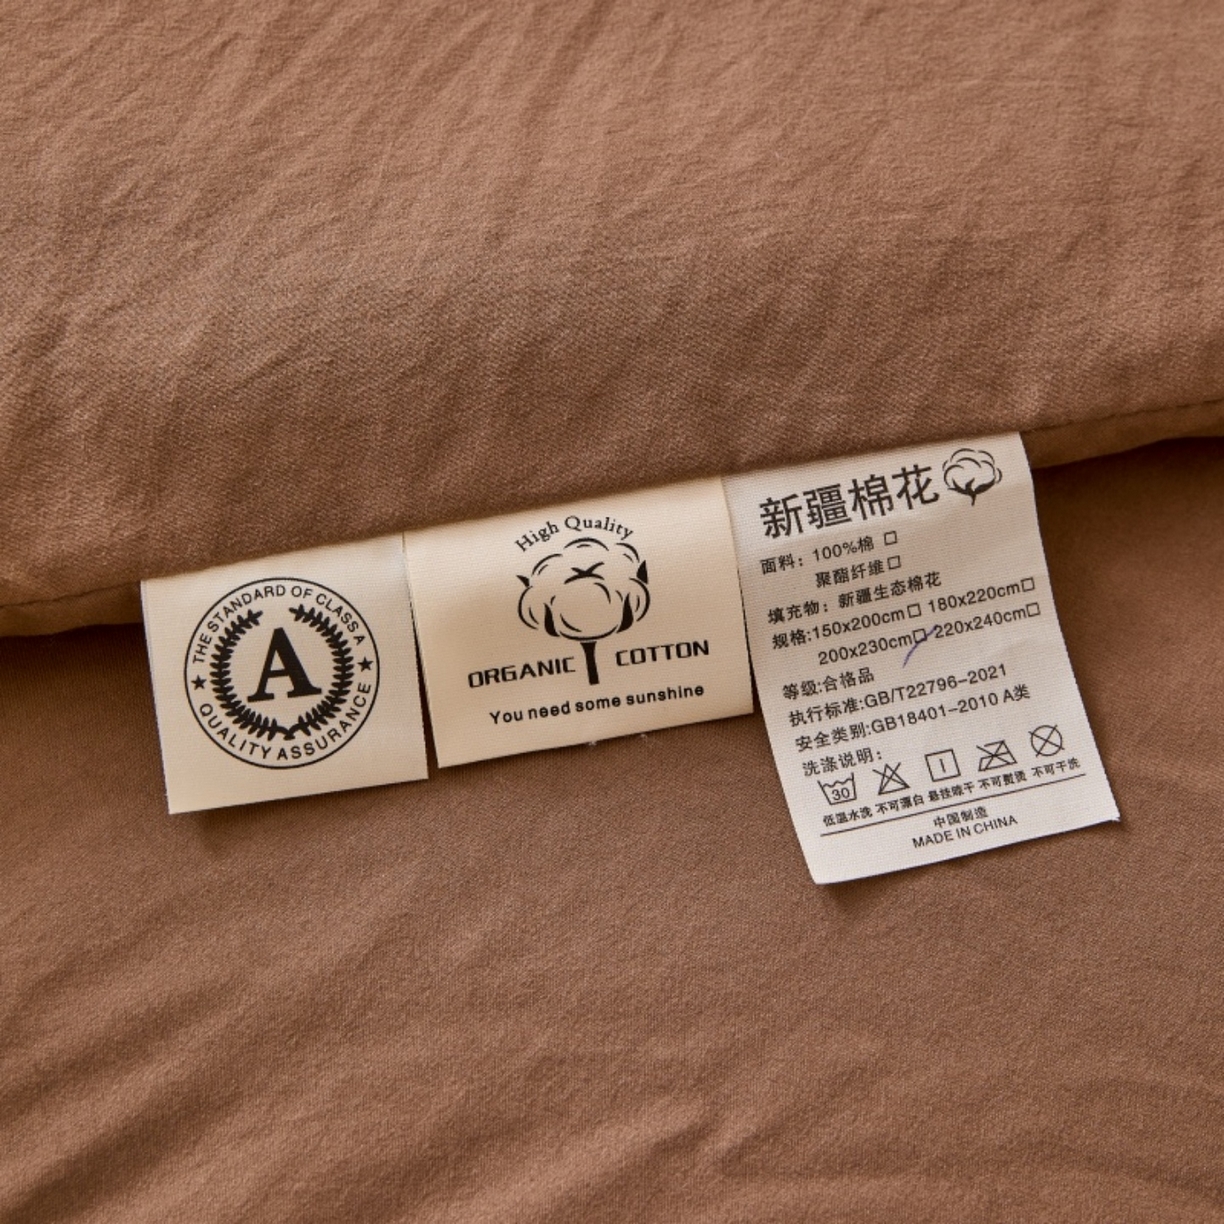 THE STANDARD OF CLASS A
A
QUALITY ASSURANCE
High Quality
ORGANIC COTTON
You need some sunshine
新疆棉花
面料：100%棉 □
聚酯纤维□
填充物：新疆生态棉花
规格:150x200cm□ 180x220cm□
200x230cm□ 220x240cm□
等级:合格品
执行标准:GB/T22796-2021
安全类别:GB18401-2010 A类
洗涤说明：
30
低温水洗 不可漂白 悬挂晾干 不可熨烫 不可干洗
中国制造
MADE IN CHINA